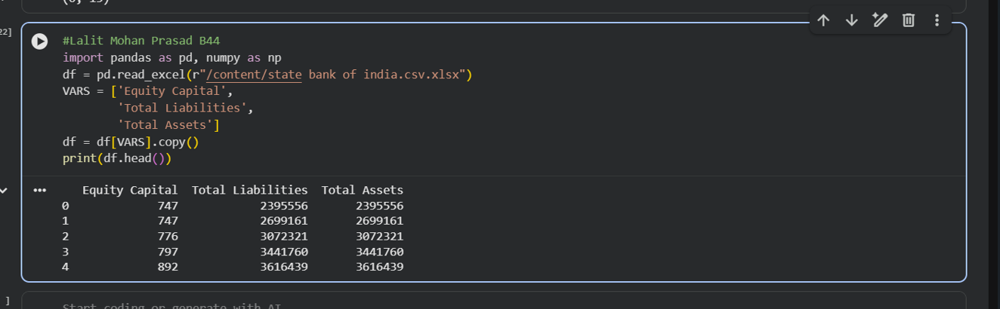 22]
#Lalit Mohan Prasad B44
import pandas as pd, numpy as np
df = pd.read_excel(r"/content/state bank of india.csv.xlsx")
VARS = ['Equity Capital',
'Total Liabilities',
'Total Assets']
df = df[VARS].copy()
print(df.head())
Equity Capital Total Liabilities Total Assets
0 747 2395556 2395556
1 747 2699161 2699161
2 776 3072321 3072321
3 797 3441760 3441760
4 892 3616439 3616439
]
Start coding or generate with AI